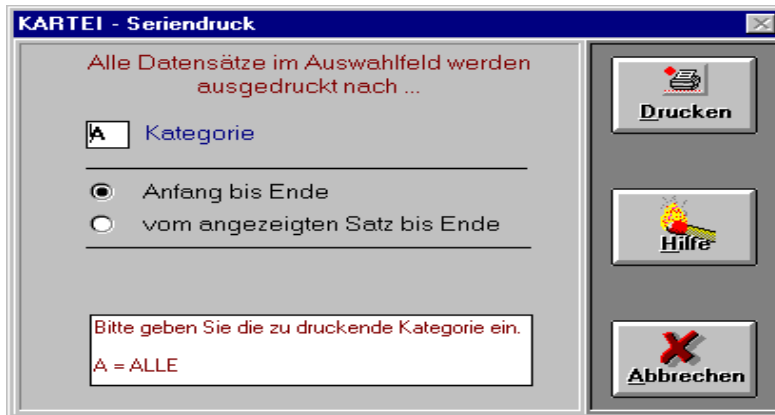 KARTEI - Seriendruck
Alle Datensätze im Auswahlfeld werden
ausgedruckt nach ...
A Kategorie
Anfang bis Ende
vom angezeigten Satz bis Ende
Bitte geben Sie die zu druckende Kategorie ein.
A = ALLE
Drucken
Hilfe
Abbrechen